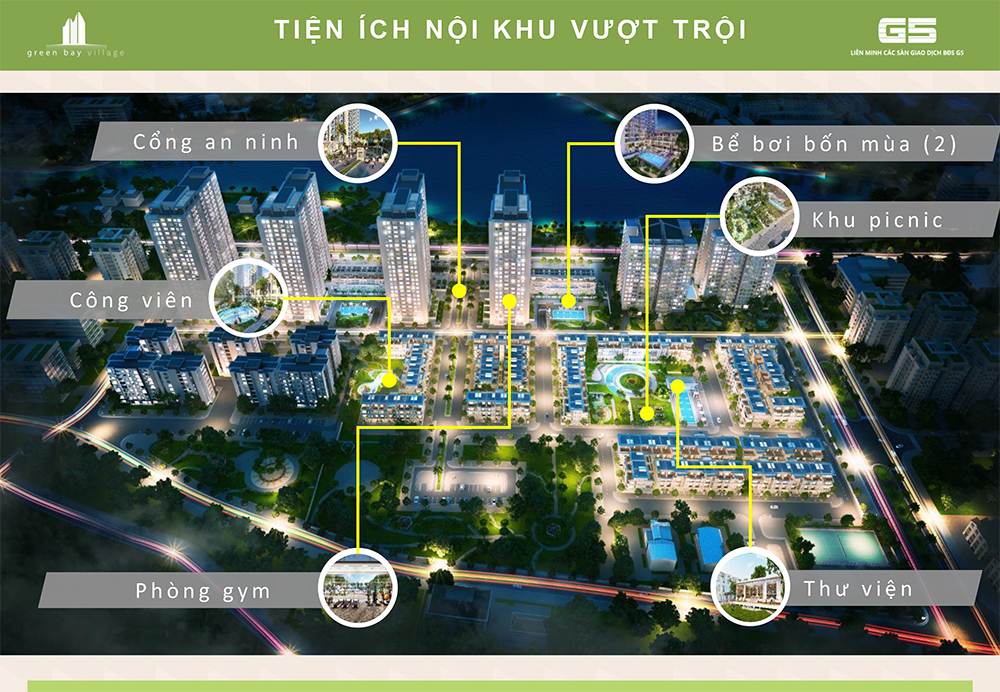 green bay village
TIỆN ÍCH NỘI KHU VƯỢT TRỘI
G5
LIÊN MINH CÁC SÀN GIAO DỊCH BĐS G5
Cổng an ninh
Bể bơi bốn mùa (2)
Khu picnic
Công viên
Phòng gym
Thư viện